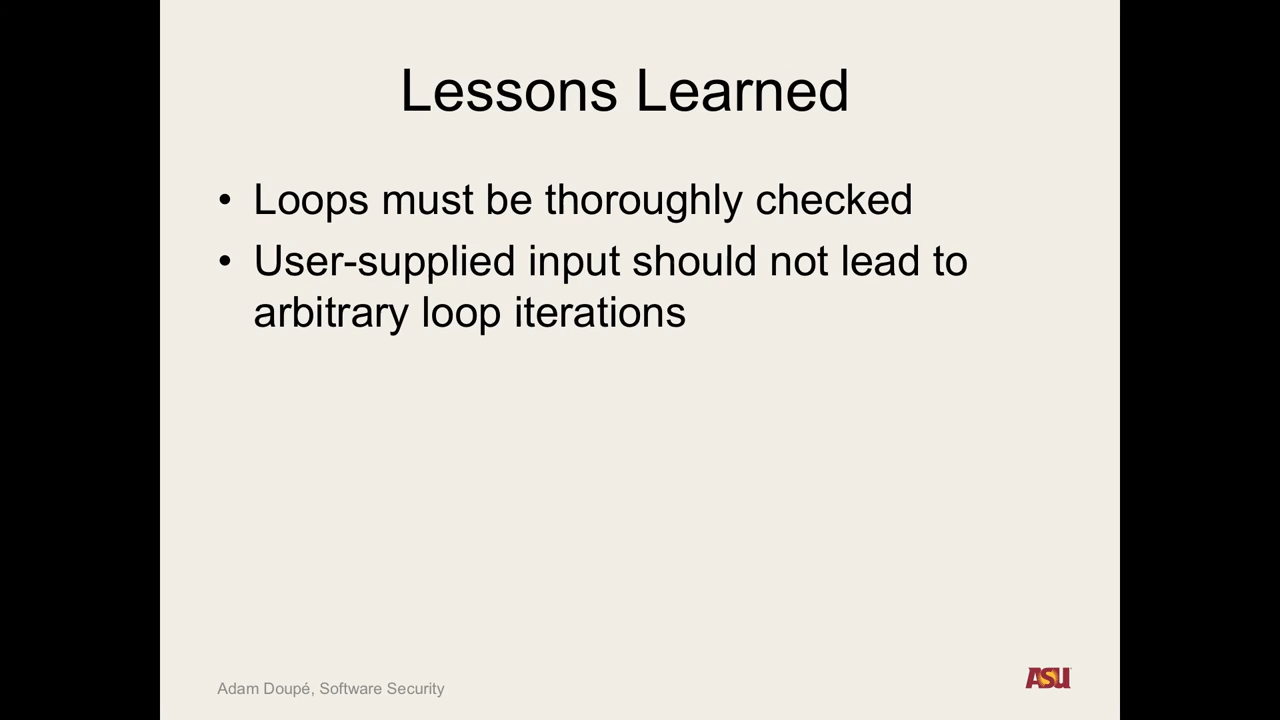 Lessons Learned
• Loops must be thoroughly checked
• User-supplied input should not lead to
arbitrary loop iterations
Adam Doupé, Software Security
ASU